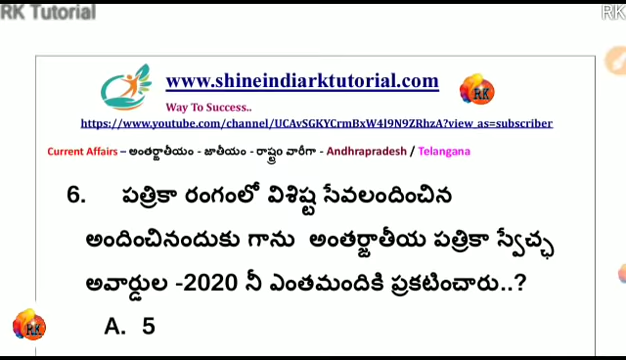 RK Tutorial
RK
www.shineindiarktutorial.com
RK
Way To Success..
https://www.youtube.com/channel/UCAvSGKYCrmBxW4I9N9ZRhzA?view_as=subscriber
Current Affairs – అంతర్జాతీయం - జాతీయం - రాష్ట్రం వారీగా - Andhrapradesh / Telangana
6. పత్రికా రంగంలో విశిష్ట సేవలందించిన
అందించినందుకు గాను అంతర్జాతీయ పత్రికా స్వేచ్ఛ
అవార్డుల -2020 నీ ఎంతమందికి ప్రకటించారు..?
RK A. 5